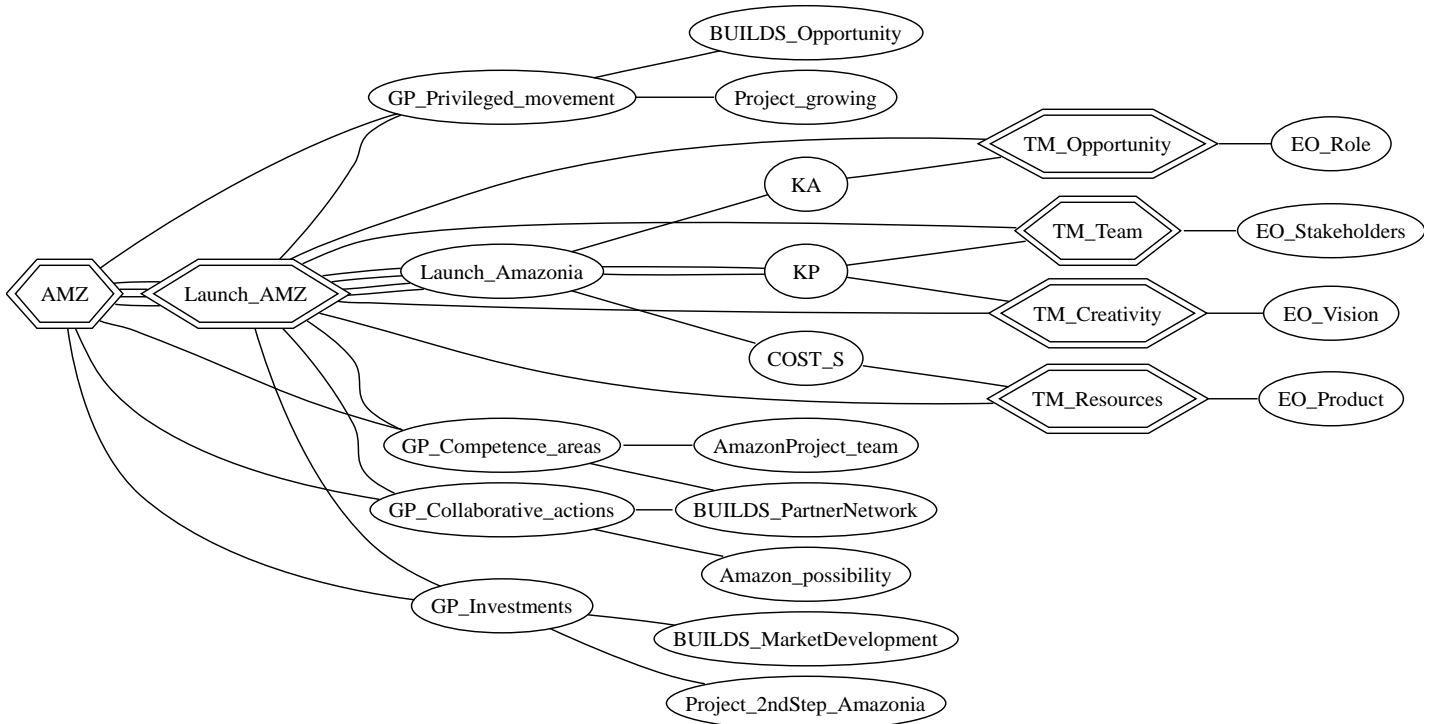 BUILDS_Opportunity
GP_Privileged_movement
Project_growing
TM_Opportunity
EO_Role
KA
TM_Team
EO_Stakeholders
AMZ
Launch_AMZ
Launch_Amazonia
KP
TM_Creativity
EO_Vision
COST_S
TM_Resources
EO_Product
GP_Competence_areas
AmazonProject_team
GP_Collaborative_actions
BUILDS_PartnerNetwork
Amazon_possibility
GP_Investments
BUILDS_MarketDevelopment
Project_2ndStep_Amazonia